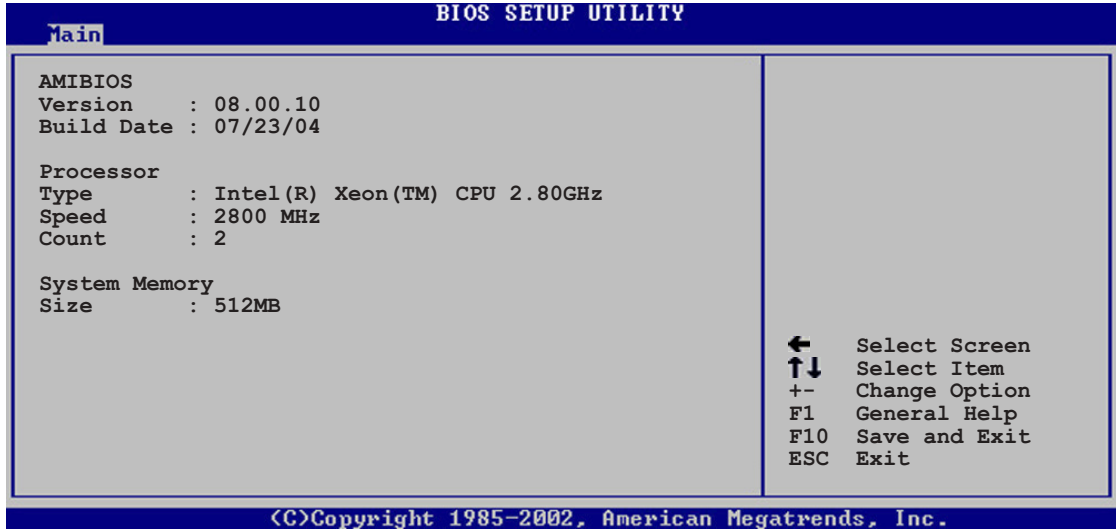 BIOS SETUP UTILITY
Main
AMIBIOS
Version : 08.00.10
Build Date : 07/23/04
Processor
Type : Intel(R) Xeon(TM) CPU 2.80GHz
Speed : 2800 MHz
Count : 2
System Memory
Size : 512MB
← Select Screen
↑↓ Select Item
+- Change Option
F1 General Help
F10 Save and Exit
ESC Exit
(C)Copyright 1985-2002, American Megatrends, Inc.